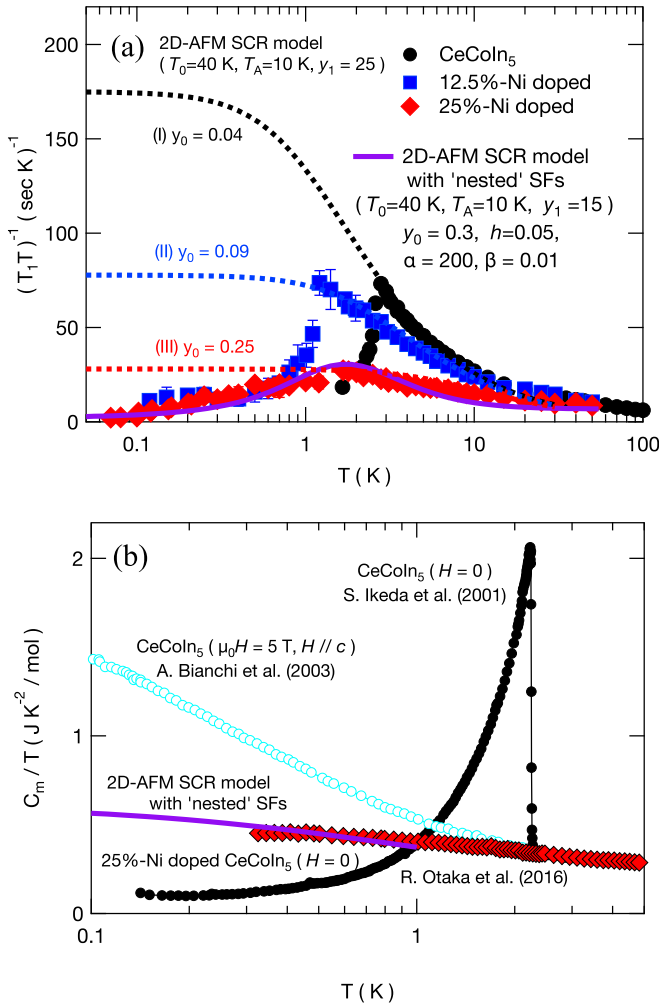 (a)
2D-AFM SCR model
( T₀=40 K, T_A=10 K, y₁ = 25 )
CeCoIn₅
12.5%-Ni doped
25%-Ni doped
(I) y₀ = 0.04
2D-AFM SCR model
with 'nested' SFs
( T₀=40 K, T_A=10 K, y₁ =15 )
y₀ = 0.3, h=0.05,
α = 200, β = 0.01
(II) y₀ = 0.09
(III) y₀ = 0.25
200
150
100
50
0
(T₁T)⁻¹ ( sec K )⁻¹
0.1
1
10
100
T ( K )
(b)
CeCoIn₅ ( H = 0 )
S. Ikeda et al. (2001)
CeCoIn₅ ( μ₀H = 5 T, H // c )
A. Bianchi et al. (2003)
2D-AFM SCR model
with 'nested' SFs
25%-Ni doped CeCoIn₅ ( H = 0 )
R. Otaka et al. (2016)
2
1
0
C_m / T ( J K⁻² / mol )
0.1
1
T ( K )